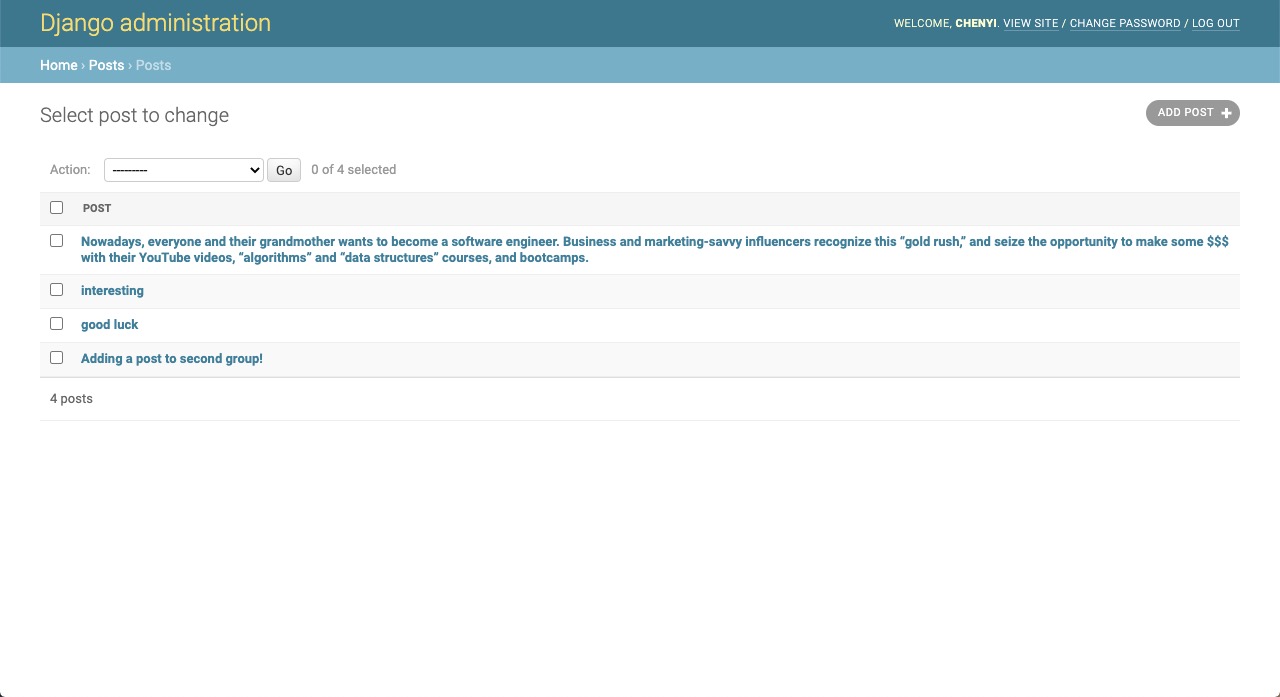 Django administration
WELCOME, CHENYI. VIEW SITE / CHANGE PASSWORD / LOG OUT
Home › Posts › Posts
Select post to change
ADD POST
Action: --------- Go 0 of 4 selected
POST
Nowadays, everyone and their grandmother wants to become a software engineer. Business and marketing-savvy influencers recognize this “gold rush,” and seize the opportunity to make some $$$
with their YouTube videos, “algorithms” and “data structures” courses, and bootcamps.
interesting
good luck
Adding a post to second group!
4 posts